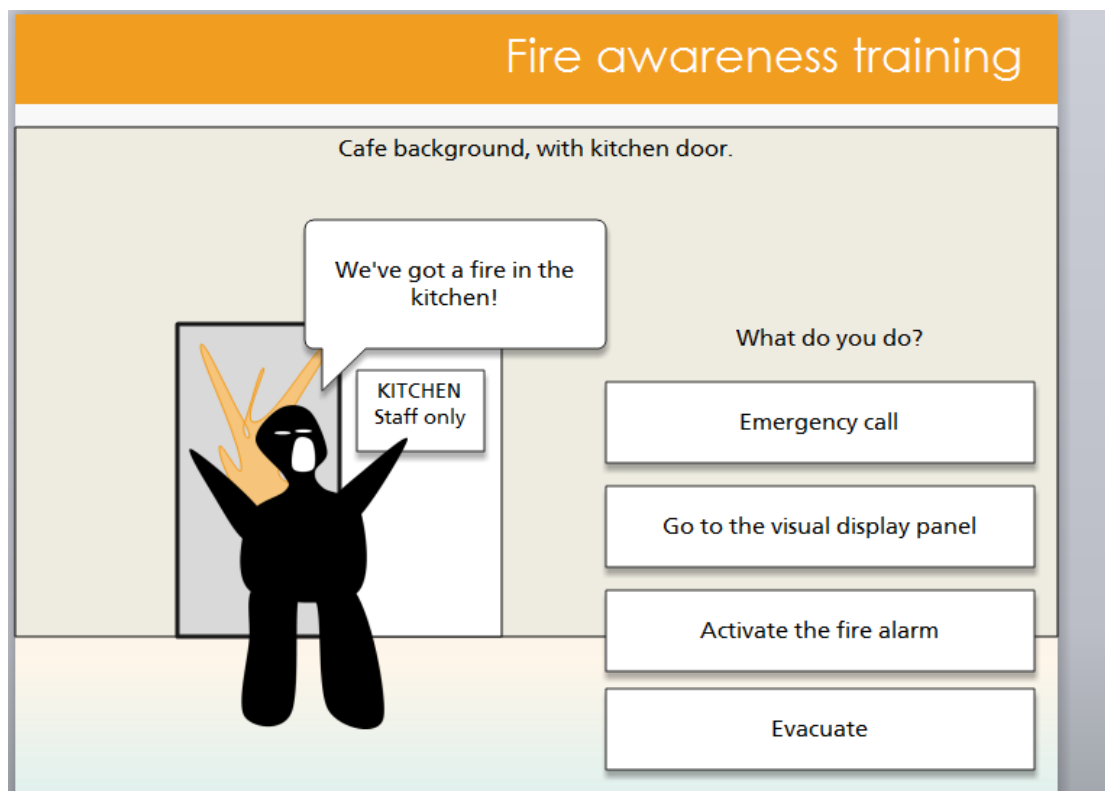 Fire awareness training
Cafe background, with kitchen door.
We've got a fire in the
kitchen!
KITCHEN
Staff only
What do you do?
Emergency call
Go to the visual display panel
Activate the fire alarm
Evacuate